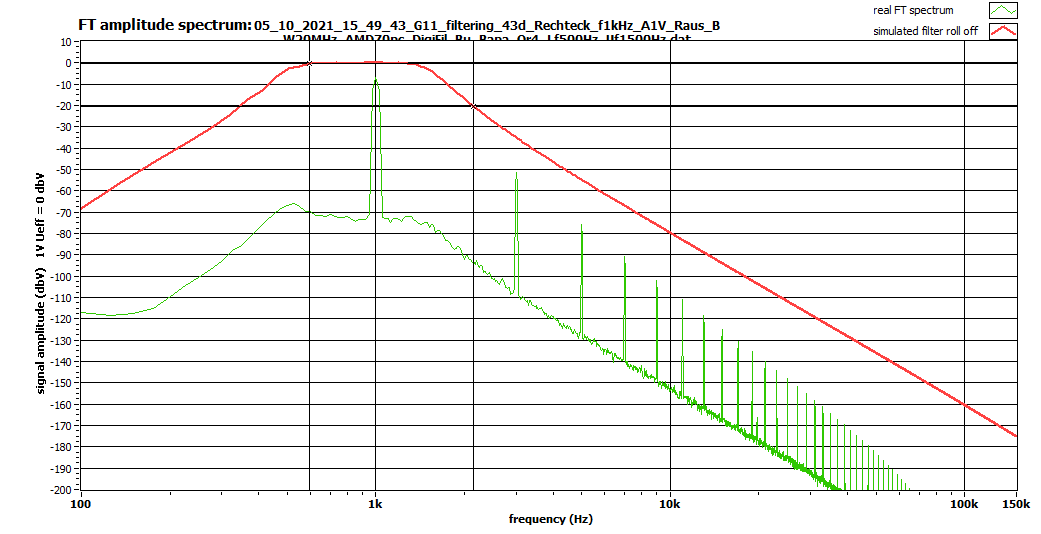 FT amplitude spectrum: 05_10_2021_15_49_43_G11_filtering_43d_Rechteck_f1kHz_A1V_Raus_B
real FT spectrum
simulated filter roll off
10
0
-10
-20
-30
-40
-50
-60
-70
-80
-90
-100
-110
-120
-130
-140
-150
-160
-170
-180
-190
-200
signal amplitude (dbV) 1V Ueff = 0 dbV
100
1k
10k
100k
150k
frequency (Hz)